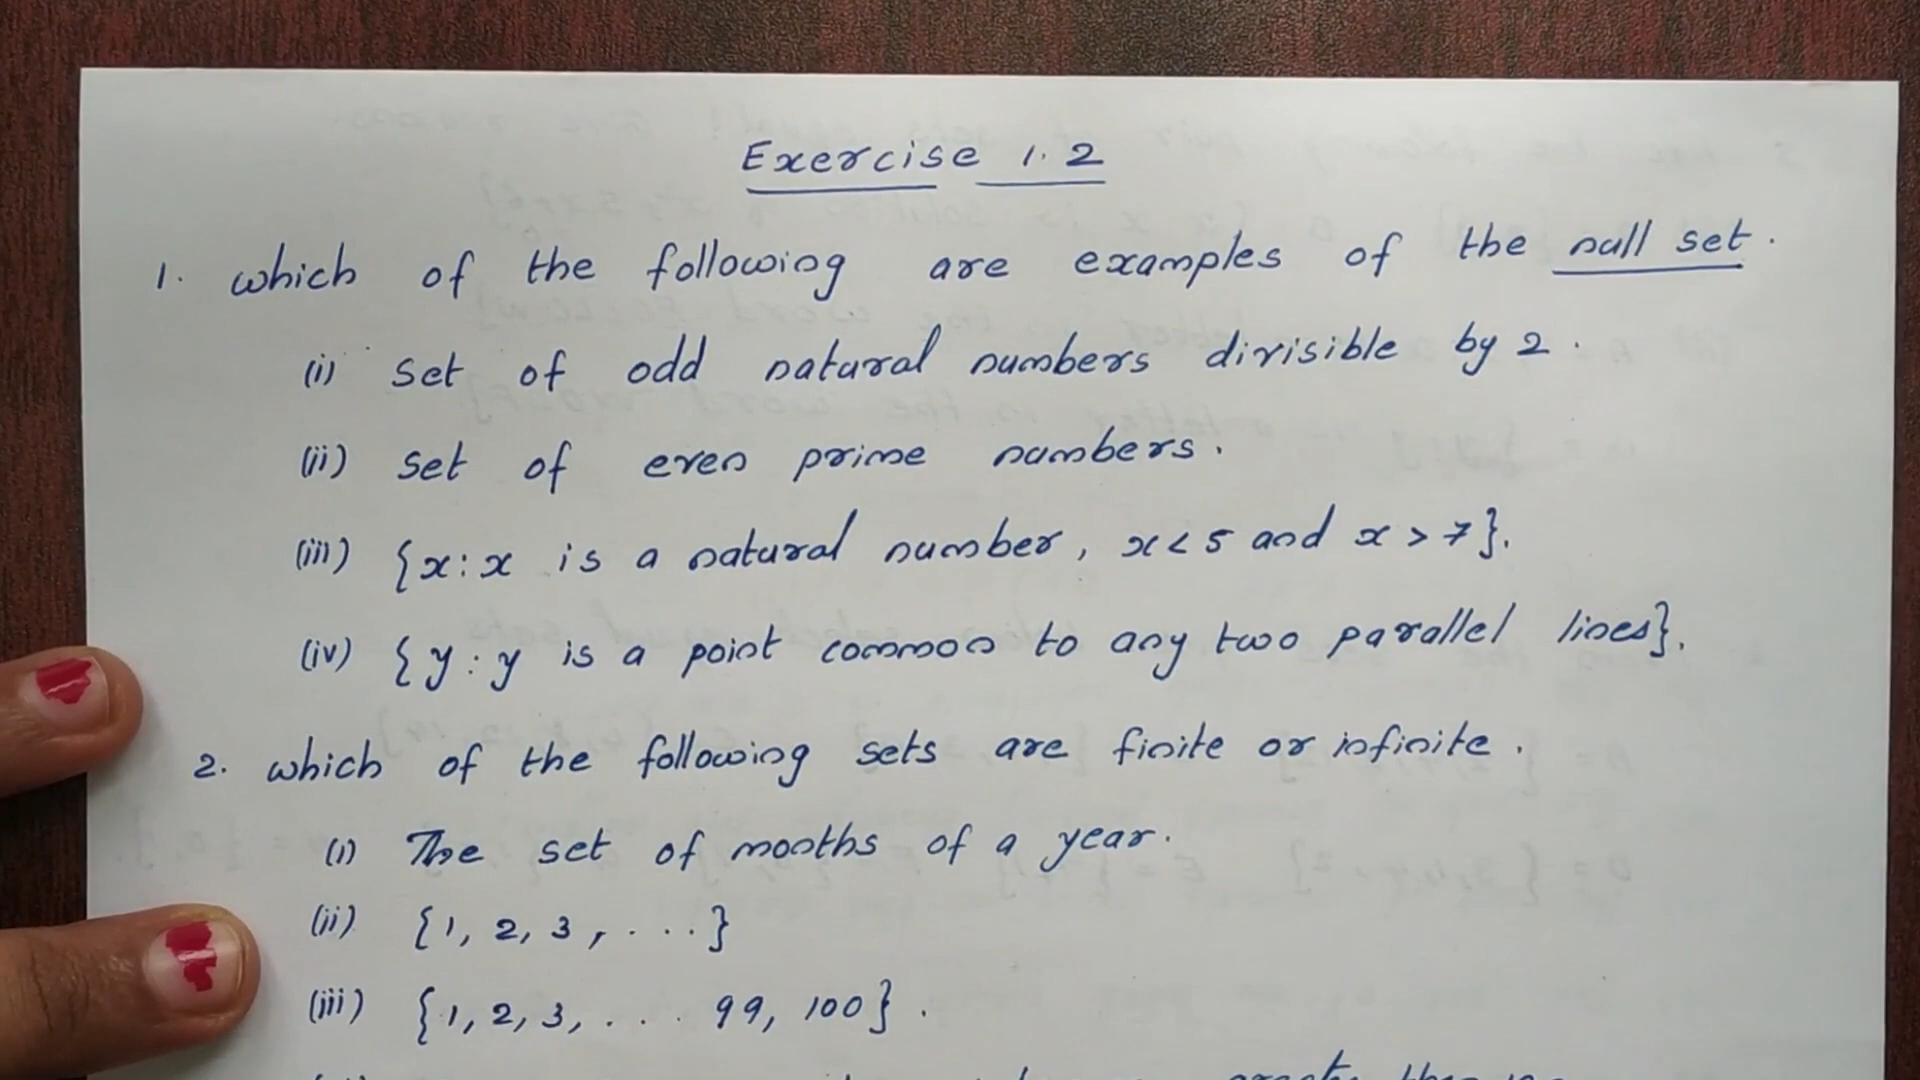 Exercise 1.2
1. which of the following are examples of the null set.
(i) set of odd natural numbers divisible by 2.
(ii) set of even prime numbers.
(iii) {x:x is a natural number, x<5 and x>7}.
(iv) {y:y is a point common to any two parallel lines}.
2. which of the following sets are finite or infinite.
(i) The set of months of a year.
(ii) {1, 2, 3, ...}
(iii) {1, 2, 3, .... 99, 100}.